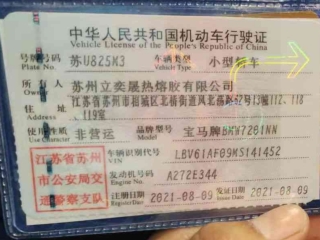 中华人民共和国机动车行驶证
Vehicle License of the People's Republic of China
号牌号码 苏U825M3 车辆类型 小型轿车
Plate No. Vehicle Type
所有人 苏州立奕晟热熔胶有限公司
Owner
住址 江苏省苏州市相城区北桥街道凤北荡路42号13幢112、118
Address 、119室
使用性质 非营运 品牌型号 宝马牌BMW7201NN
Use Character Model
江苏省苏州
市公安局交
通警察支队
车辆识别代号 LBV61AF09MS141452
VIN
发动机号码 A272E344
Engine No.
注册日期 2021-08-09 发证日期 2021-08-09
Register Date Issue Date